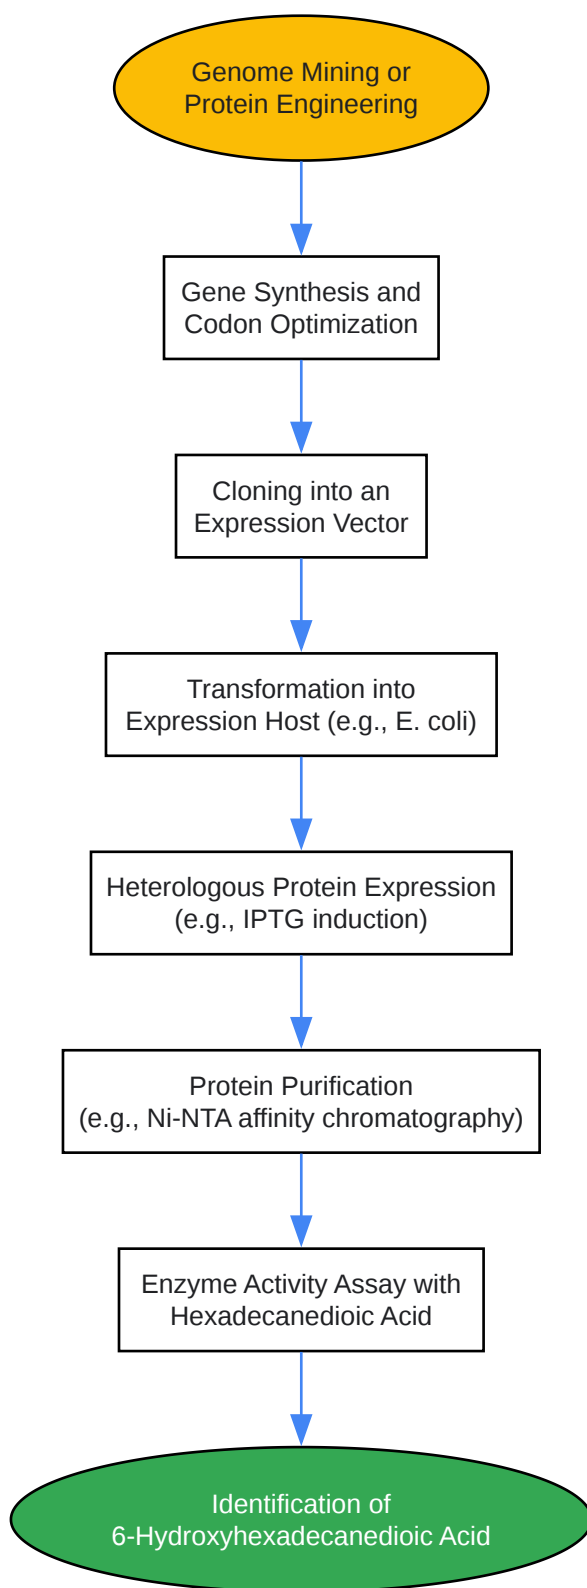 Genome Mining or
Protein Engineering
Gene Synthesis and
Codon Optimization
Cloning into an
Expression Vector
Transformation into
Expression Host (e.g., E. coli)
Heterologous Protein Expression
(e.g., IPTG induction)
Protein Purification
(e.g., Ni-NTA affinity chromatography)
Enzyme Activity Assay with
Hexadecanedioic Acid
Identification of
6-Hydroxyhexadecanedioic Acid